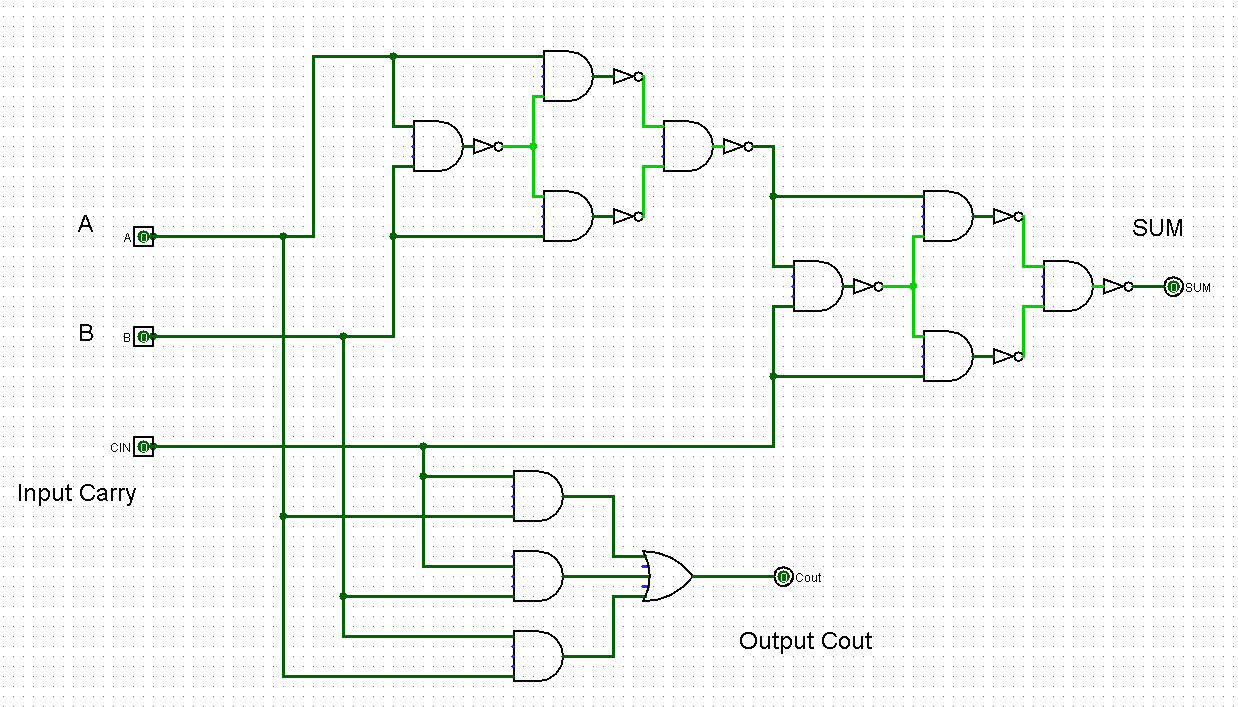 A
A
SUM
SUM
B
B
CIN
Input Carry
Cout
Output Cout